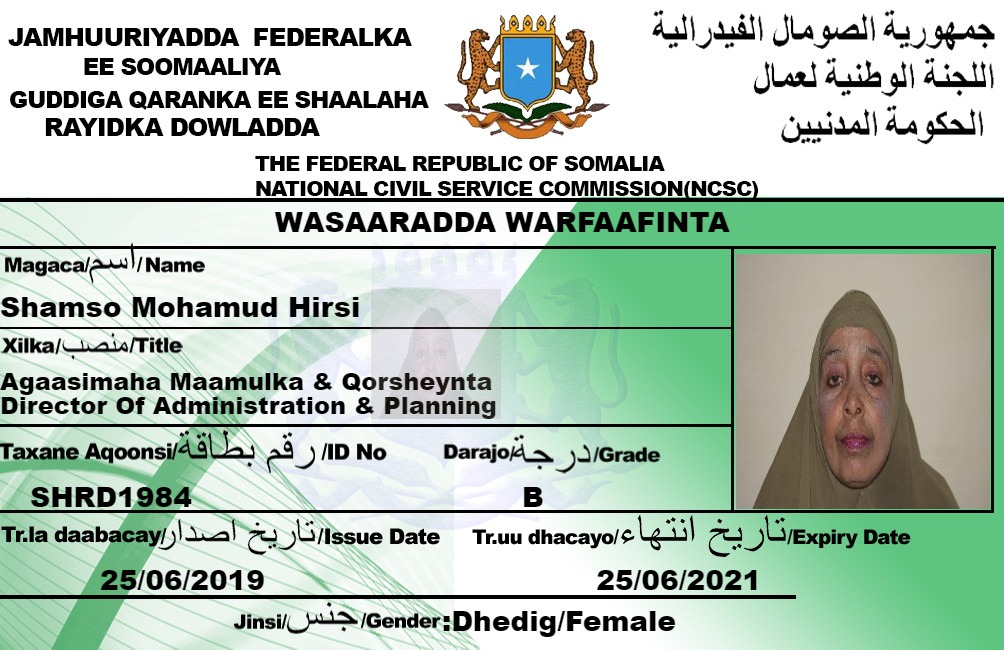 JAMHUURIYADDA FEDERALKA
EE SOOMAALIYA
GUDDIGA QARANKA EE SHAALAHA
RAYIDKA DOWLADDA
جمهورية الصومال الفيدرالية
اللجنة الوطنية لعمال
الحكومة المدنيين
THE FEDERAL REPUBLIC OF SOMALIA
NATIONAL CIVIL SERVICE COMMISSION(NCSC)
WASAARADDA WARFAAFINTA
Magaca/اسم/Name
Shamso Mohamud Hirsi
Xilka/منصب/Title
Agaasimaha Maamulka & Qorsheynta
Director Of Administration & Planning
Taxane Aqoonsi/رقم بطاقة/ID No
Darajo/درجة/Grade
SHRD1984
B
Tr.la daabacay/تاريخ اصدار/Issue Date
Tr.uu dhacayo/تاريخ انتهاء/Expiry Date
25/06/2019
25/06/2021
Jinsi/جنس/Gender:Dhedig/Female